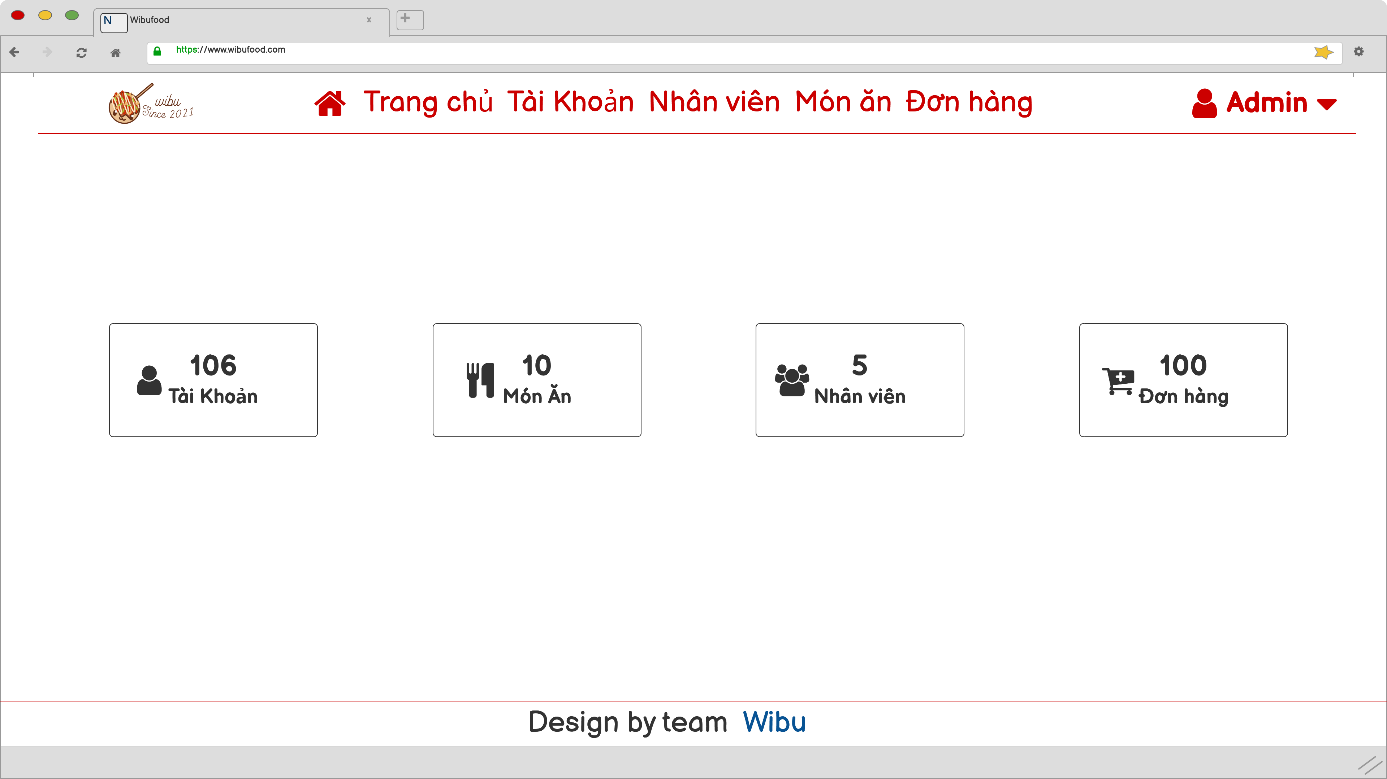 N Wibufood x
https://www.wibufood.com
wibu
Since 2021
Trang chủ Tài Khoản Nhân viên Món ăn Đơn hàng
Admin
106
Tài Khoản
10
Món Ăn
5
Nhân viên
100
Đơn hàng
Design by team Wibu